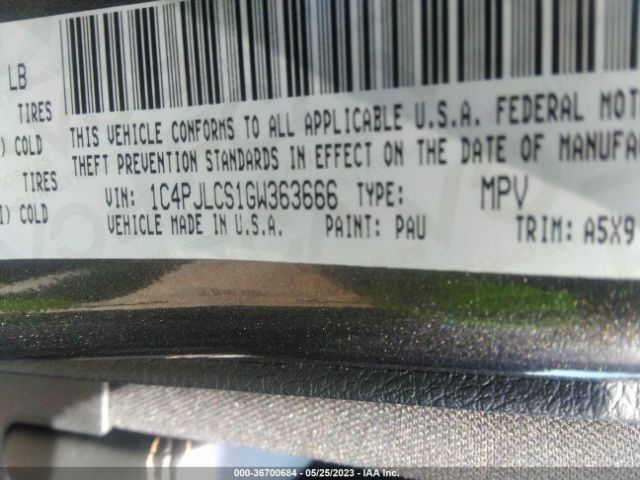 LB
TIRES
) COLD
TIRES
I) COLD
THIS VEHICLE CONFORMS TO ALL APPLICABLE U.S.A. FEDERAL MOT
THEFT PREVENTION STANDARDS IN EFFECT ON THE DATE OF MANUFA
VIN: 1C4PJLCS1GW363666 TYPE: MPV
VEHICLE MADE IN U.S.A. PAINT: PAU TRIM: A5X9
000-36700684 / 05/25/2023 - IAA Inc.